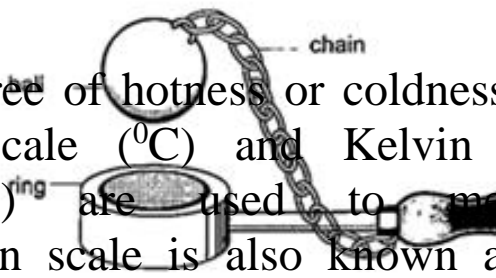 chain
ball
ree of hotness or coldness
cale (⁰C) and Kelvin
ring
) are used to me
n scale is also known a